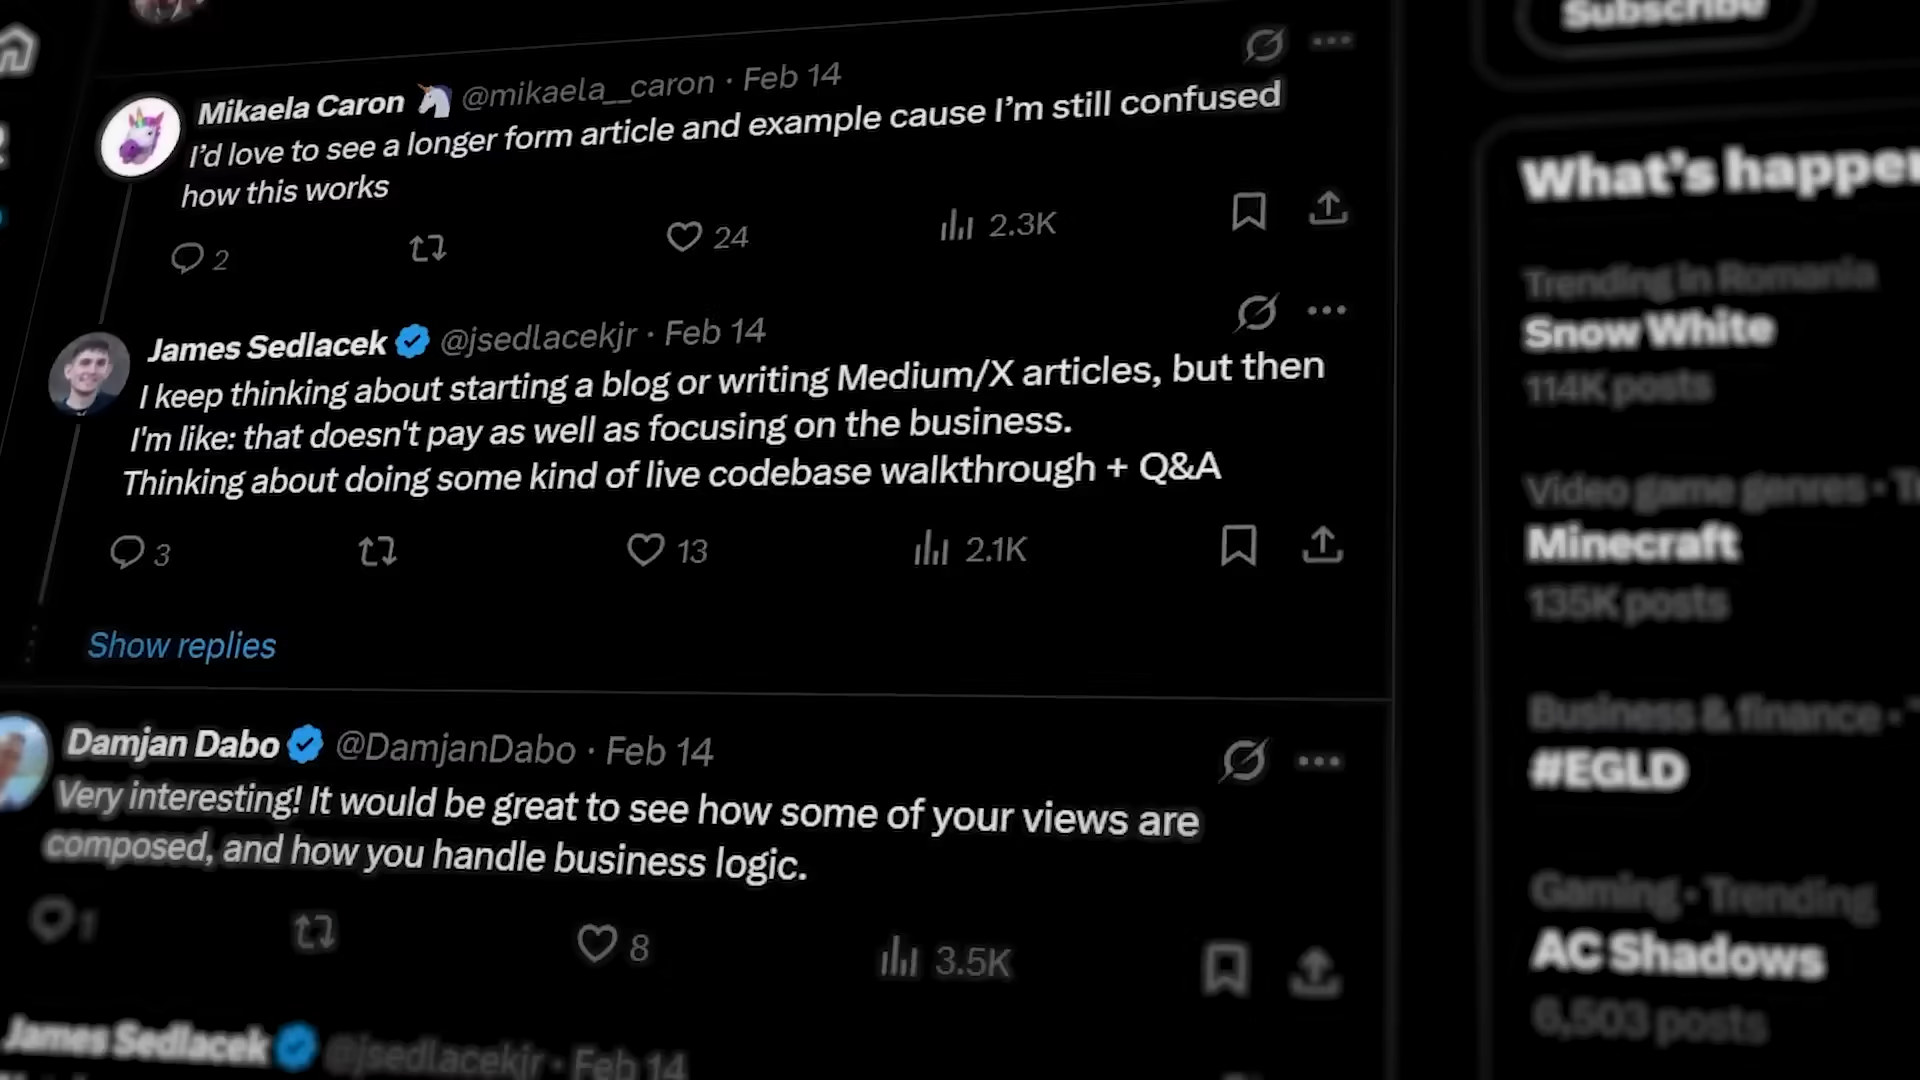 Subscribe
Mikaela Caron 🦄 @mikaela__caron · Feb 14
I'd love to see a longer form article and example cause I'm still confused
how this works
2 24 2.3K
James Sedlacek @jsedlacekjr · Feb 14
I keep thinking about starting a blog or writing Medium/X articles, but then
I'm like: that doesn't pay as well as focusing on the business.
Thinking about doing some kind of live codebase walkthrough + Q&A
3 13 2.1K
Show replies
Damjan Dabo @DamjanDabo · Feb 14
Very interesting! It would be great to see how some of your views are
composed, and how you handle business logic.
1 8 3.5K
James Sedlacek @jsedlacekjr · Feb 14
What's happen
Trending in Romania
Snow White
114K posts
Video game genres ·
Minecraft
135K posts
Business & finance ·
#EGLD
Gaming · Trending
AC Shadows
6,503 posts